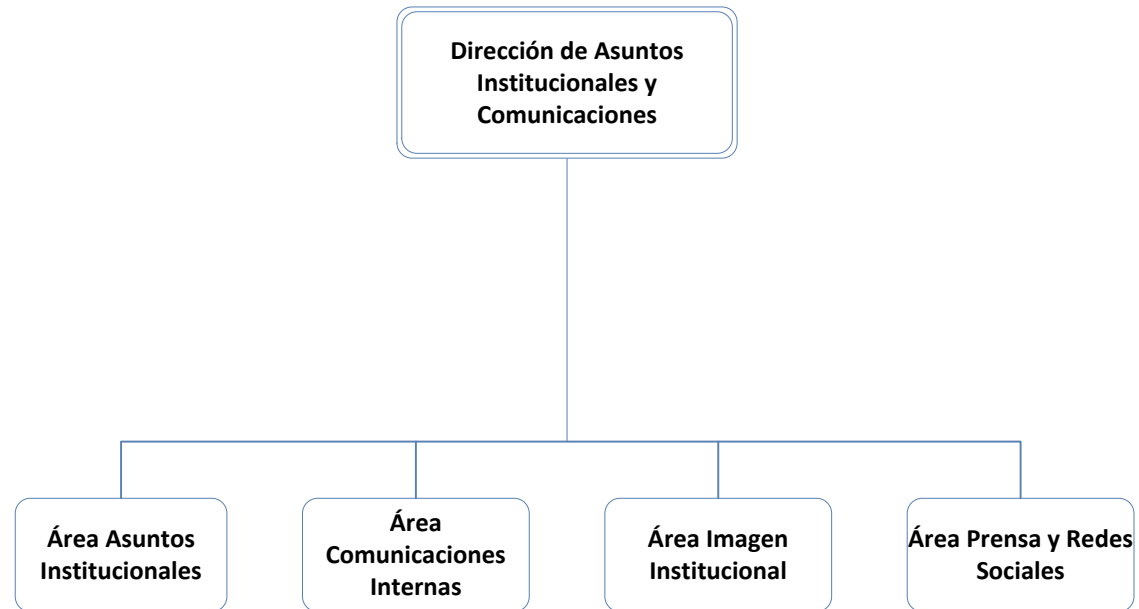 Dirección de Asuntos
Institucionales y
Comunicaciones
Área Asuntos
Institucionales
Área
Comunicaciones
Internas
Área Imagen
Institucional
Área Prensa y Redes
Sociales